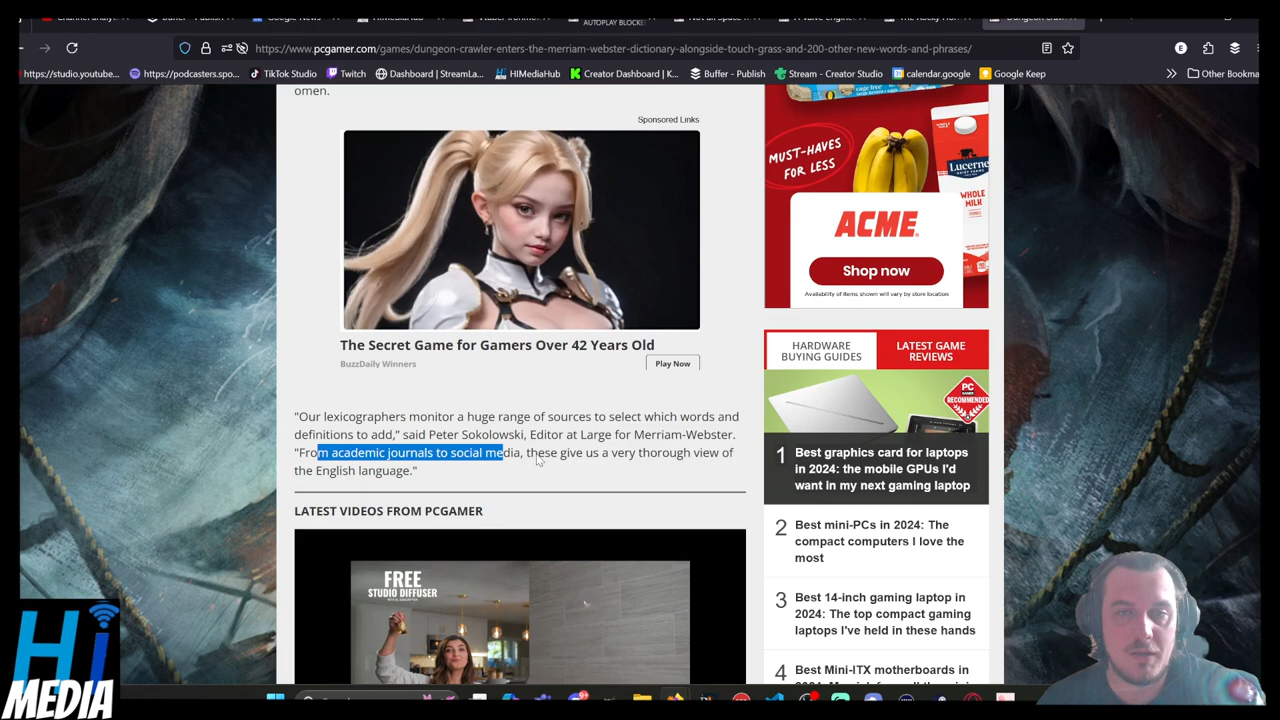 AUTOPLAY BLOCKED
https://www.pcgamer.com/games/dungeon-crawler-enters-the-merriam-webster-dictionary-alongside-touch-grass-and-200-other-new-words-and-phrases/
E
https://studio.youtube...
https://podcasters.spo...
TikTok Studio
Twitch
Dashboard | StreamLa...
HIMediaHub
Creator Dashboard | K...
Buffer - Publish
Stream - Creator Studio
calendar.google
Google Keep
Other Bookma
omen.
Sponsored Links
The Secret Game for Gamers Over 42 Years Old
BuzzDaily Winners
Play Now
"Our lexicographers monitor a huge range of sources to select which words and
definitions to add," said Peter Sokolowski, Editor at Large for Merriam-Webster.
"From academic journals to social media, these give us a very thorough view of
the English language."
LATEST VIDEOS FROM PCGAMER
FREE
STUDIO DIFFUSER
MUST-HAVES
FOR LESS
Lucerne
WHOLE
MILK
ACME
Shop now
Availability of items shown will vary by store location
HARDWARE
BUYING GUIDES
LATEST GAME
REVIEWS
PC
GAMER
RECOMMENDED
1
Best graphics card for laptops
in 2024: the mobile GPUs I'd
want in my next gaming laptop
2
Best mini-PCs in 2024: The
compact computers I love the
most
3
Best 14-inch gaming laptop in
2024: The top compact gaming
laptops I've held in these hands
4
Best Mini-ITX motherboards in
Hi
MEDIA